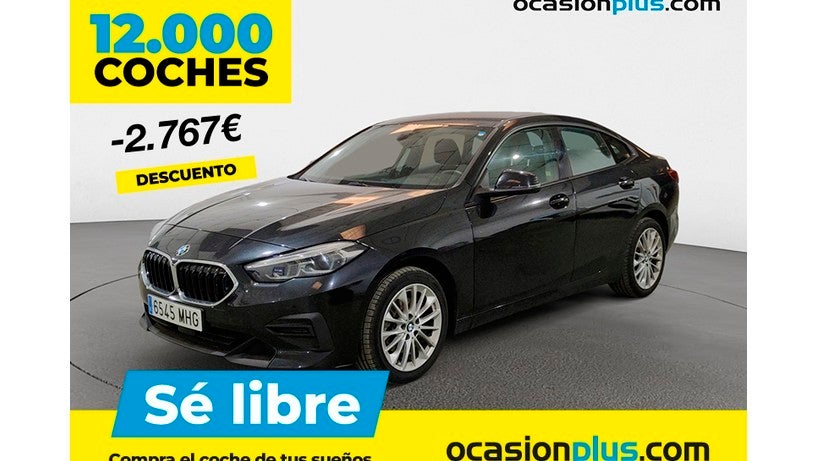 ocasionplus.com
12.000
COCHES
-2.767€
DESCUENTO
6545 MHG
Sé libre
Compra el coche de tus sueños
ocasionplus.com